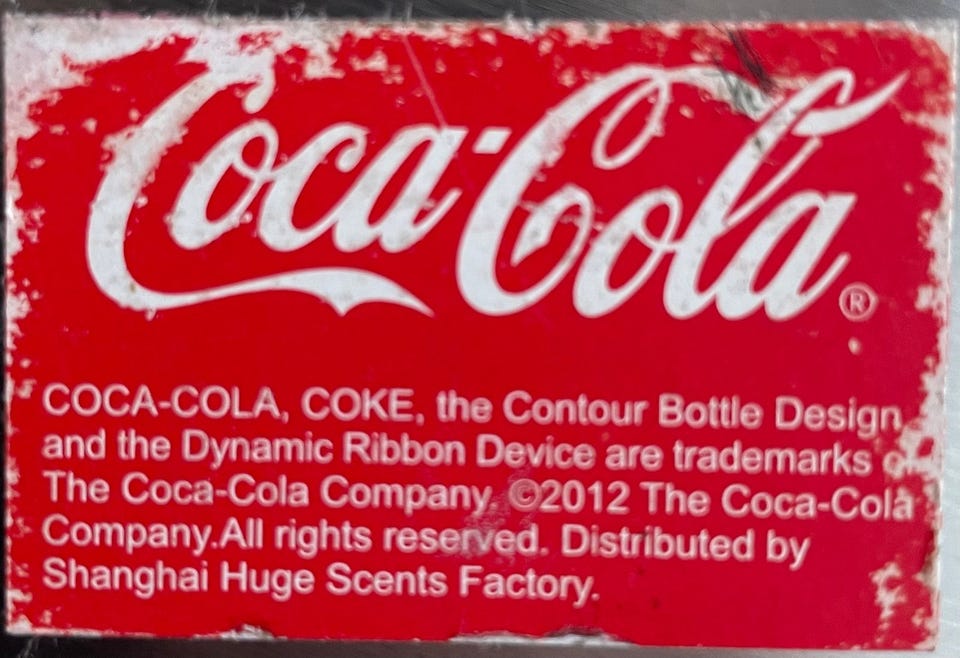 Coca-Cola®
COCA-COLA, COKE, the Contour Bottle Design
and the Dynamic Ribbon Device are trademarks of
The Coca-Cola Company. ©2012 The Coca-Cola
Company.All rights reserved. Distributed by
Shanghai Huge Scents Factory.